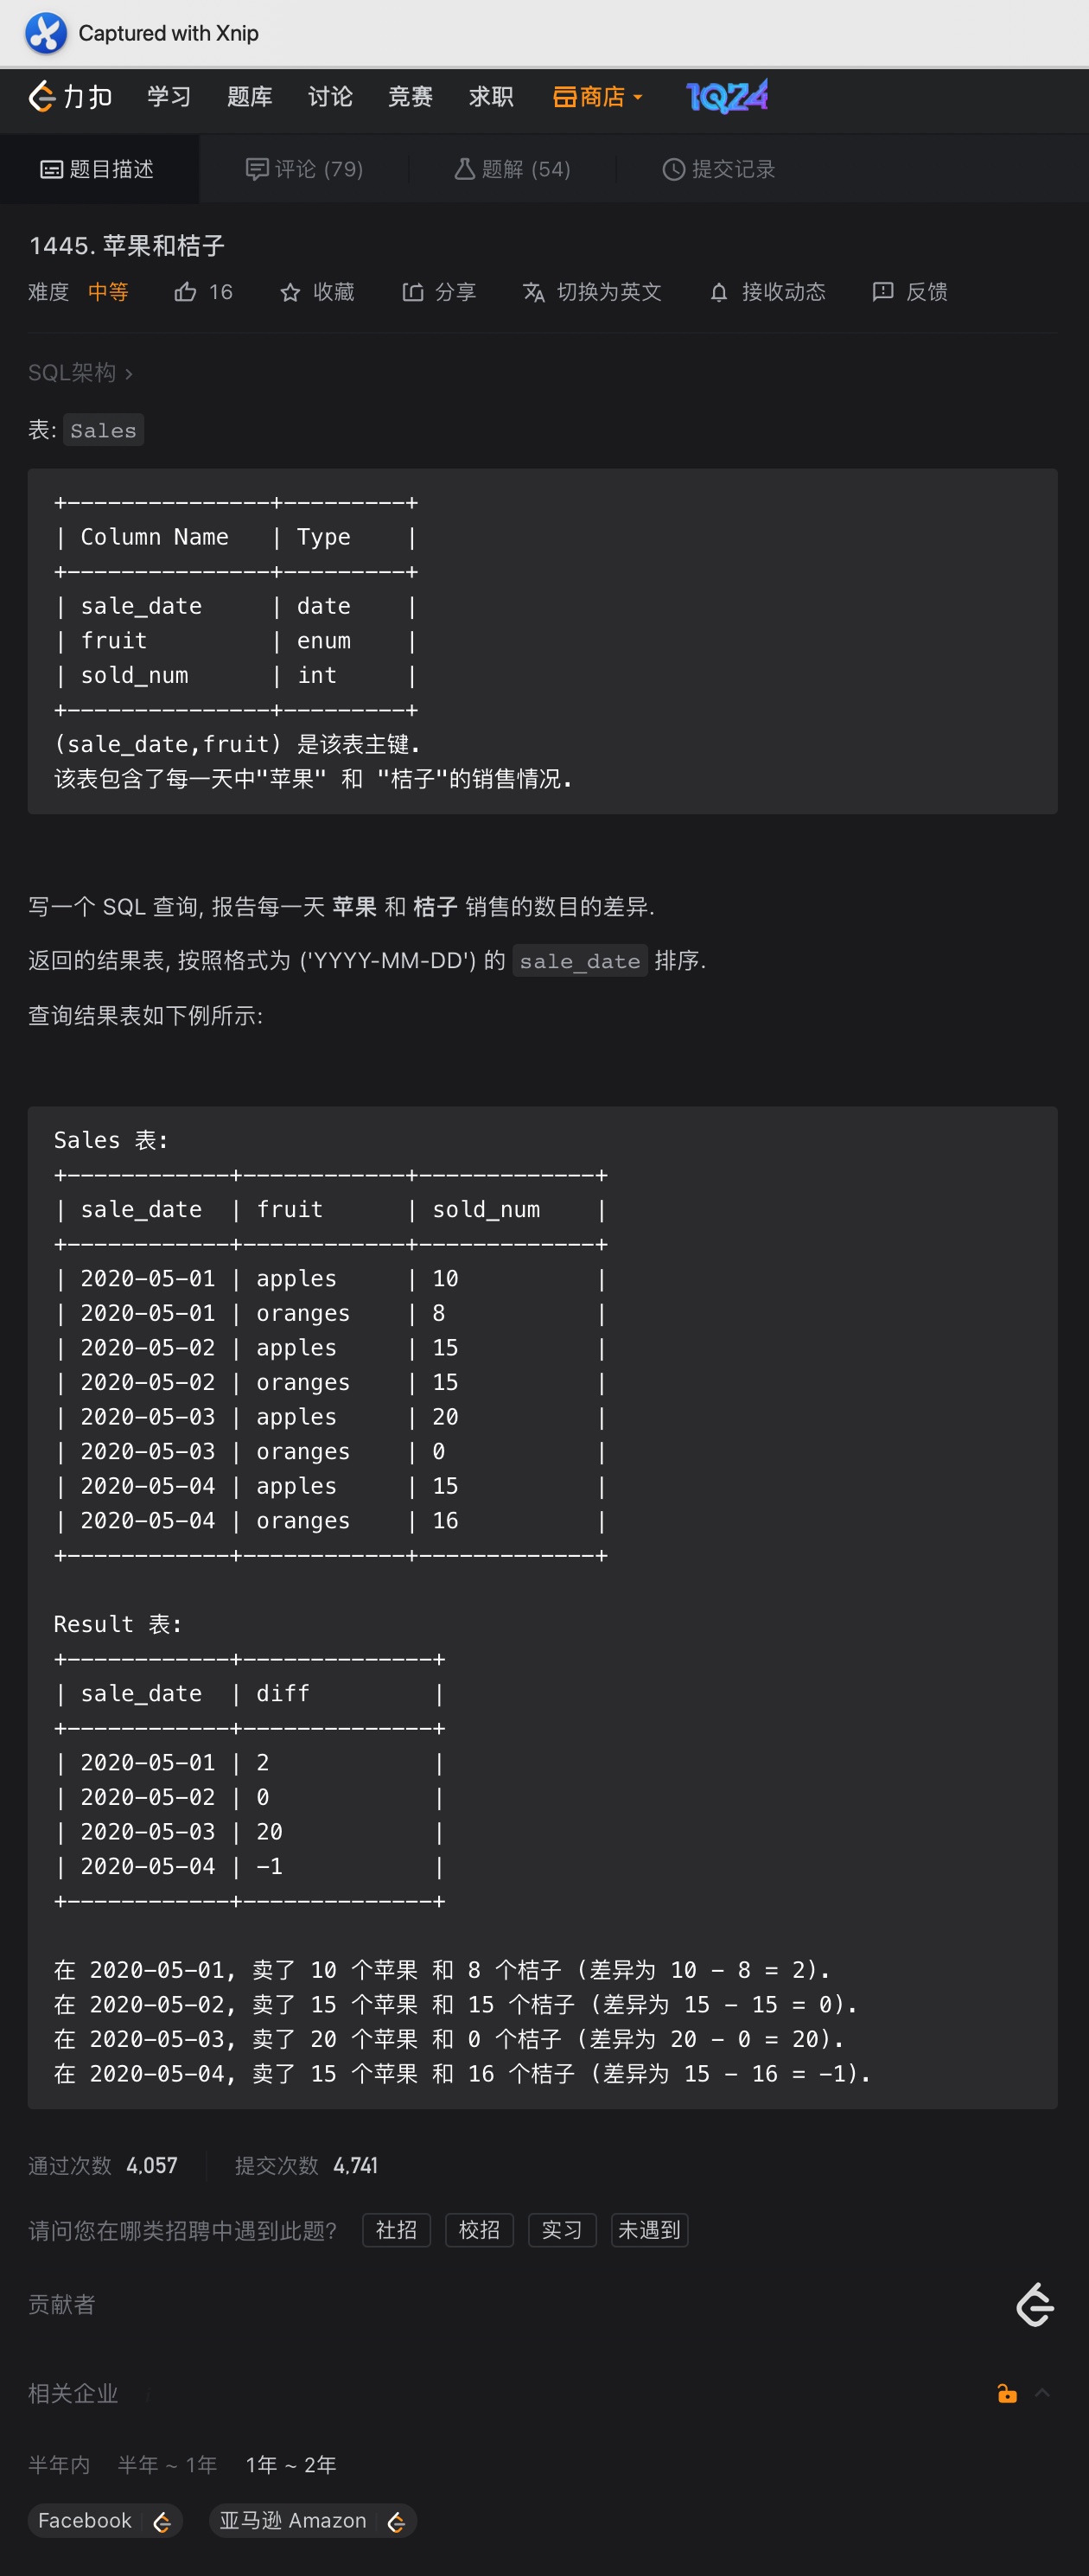 Captured with Xnip
力扣 学习 题库 讨论 竞赛 求职 商店 1024
题目描述 评论 (79) 题解 (54) 提交记录
1445. 苹果和桔子
难度 中等 16 收藏 分享 切换为英文 接收动态 反馈
SQL架构
表: Sales
+---------------+---------+
| Column Name   | Type    |
+---------------+---------+
| sale_date     | date    |
| fruit         | enum    |
| sold_num      | int     |
+---------------+---------+
(sale_date,fruit) 是该表主键.
该表包含了每一天中"苹果" 和 "桔子"的销售情况.
写一个 SQL 查询, 报告每一天 苹果 和 桔子 销售的数目的差异.
返回的结果表, 按照格式为 ('YYYY-MM-DD') 的 sale_date 排序.
查询结果表如下例所示:
Sales 表:
+------------+------------+-------------+
| sale_date  | fruit      | sold_num    |
+------------+------------+-------------+
| 2020-05-01 | apples     | 10          |
| 2020-05-01 | oranges    | 8           |
| 2020-05-02 | apples     | 15          |
| 2020-05-02 | oranges    | 15          |
| 2020-05-03 | apples     | 20          |
| 2020-05-03 | oranges    | 0           |
| 2020-05-04 | apples     | 15          |
| 2020-05-04 | oranges    | 16          |
+------------+------------+-------------+
Result 表:
+------------+--------------+
| sale_date  | diff         |
+------------+--------------+
| 2020-05-01 | 2            |
| 2020-05-02 | 0            |
| 2020-05-03 | 20           |
| 2020-05-04 | -1           |
+------------+--------------+
在 2020-05-01, 卖了 10 个苹果 和 8 个桔子 (差异为 10 - 8 = 2).
在 2020-05-02, 卖了 15 个苹果 和 15 个桔子 (差异为 15 - 15 = 0).
在 2020-05-03, 卖了 20 个苹果 和 0 个桔子 (差异为 20 - 0 = 20).
在 2020-05-04, 卖了 15 个苹果 和 16 个桔子 (差异为 15 - 16 = -1).
通过次数 4,057 提交次数 4,741
请问您在哪类招聘中遇到此题? 社招 校招 实习 未遇到
贡献者
相关企业
半年内 半年 ~ 1年 1年 ~ 2年
Facebook 亚马逊 Amazon